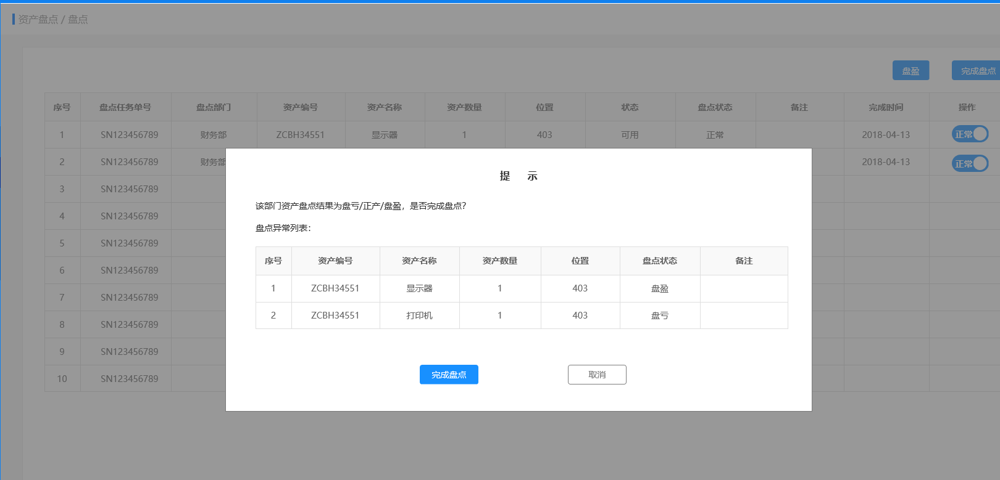 资产盘点 / 盘点
盘盈 完成盘点
序号 盘点任务单号 盘点部门 资产编号 资产名称 资产数量 位置 状态 盘点状态 备注 完成时间 操作
1 SN123456789 财务部 ZCBH34551 显示器 1 403 可用 正常 2018-04-13 正常
2 SN123456789 财务部 2018-04-13 正常
3 SN123456789
4 SN123456789
5 SN123456789
6 SN123456789
7 SN123456789
8 SN123456789
9 SN123456789
10 SN123456789
提 示
该部门资产盘点结果为盘亏/正产/盘盈，是否完成盘点？
盘点异常列表：
序号 资产编号 资产名称 资产数量 位置 盘点状态 备注
1 ZCBH34551 显示器 1 403 盘盈
2 ZCBH34551 打印机 1 403 盘亏
完成盘点 取消